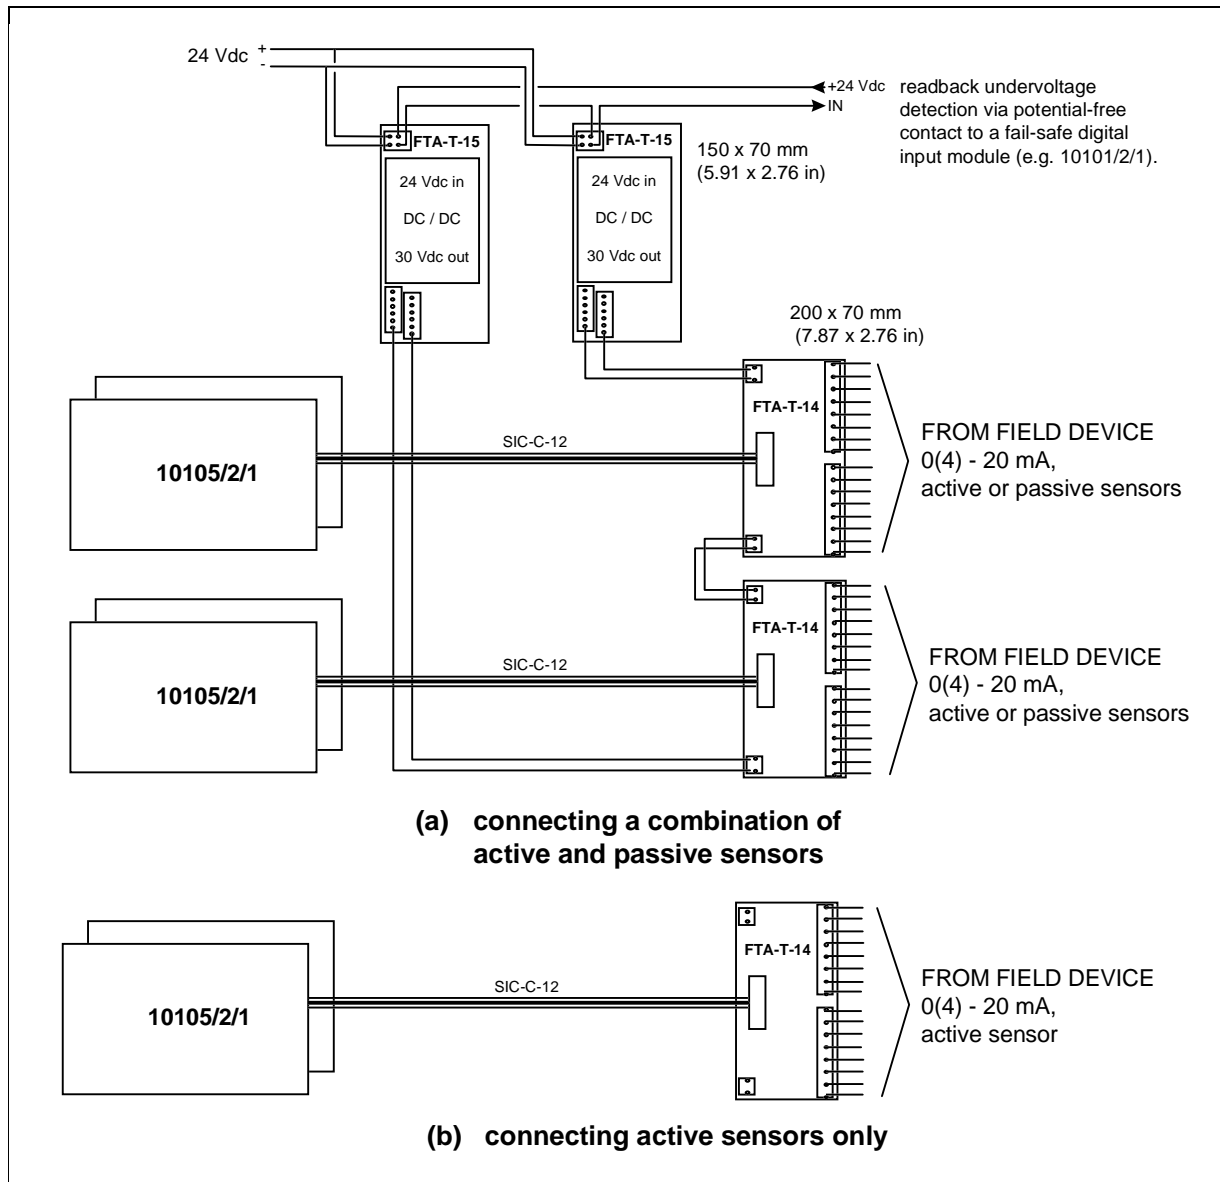 24 Vdc + -
+24 Vdc
IN
readback undervoltage
detection via potential-free
contact to a fail-safe digital
input module (e.g. 10101/2/1).
FTA-T-15
24 Vdc in
DC / DC
30 Vdc out
FTA-T-15
24 Vdc in
DC / DC
30 Vdc out
150 x 70 mm
(5.91 x 2.76 in)
200 x 70 mm
(7.87 x 2.76 in)
10105/2/1
SIC-C-12
FTA-T-14
FROM FIELD DEVICE
0(4) - 20 mA,
active or passive sensors
10105/2/1
SIC-C-12
FTA-T-14
FROM FIELD DEVICE
0(4) - 20 mA,
active or passive sensors
(a) connecting a combination of
active and passive sensors
10105/2/1
SIC-C-12
FTA-T-14
FROM FIELD DEVICE
0(4) - 20 mA,
active sensor
(b) connecting active sensors only